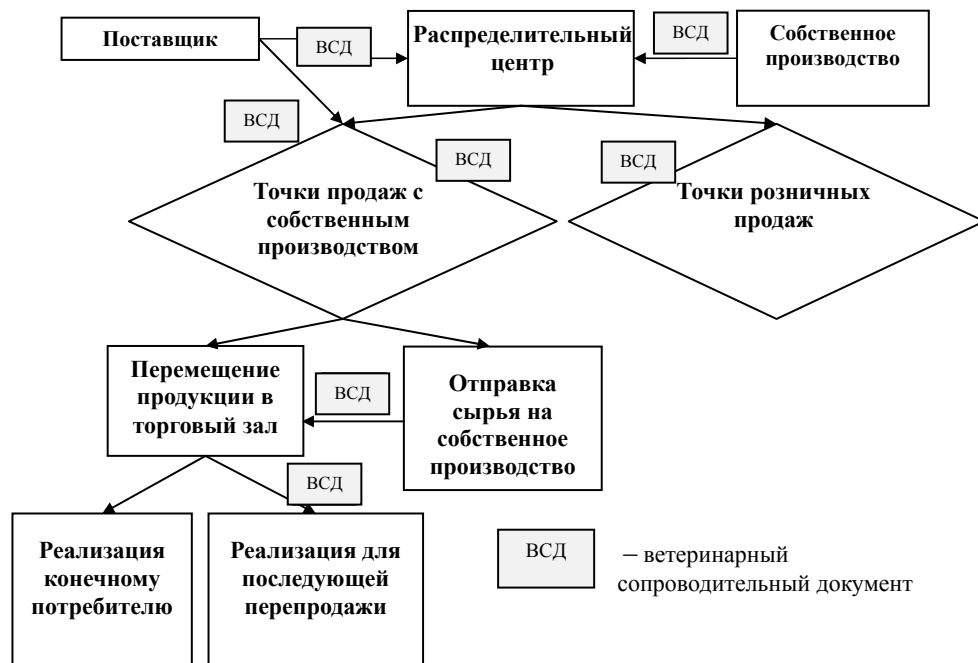 Поставщик
ВСД
Распределительный
центр
ВСД
Собственное
производство
ВСД
ВСД
ВСД
Точки продаж с
собственным
производством
Точки розничных
продаж
Перемещение
продукции в
торговый зал
ВСД
Отправка
сырья на
собственное
производство
ВСД
Реализация
конечному
потребителю
Реализация для
последующей
перепродажи
ВСД
– ветеринарный
сопроводительный документ